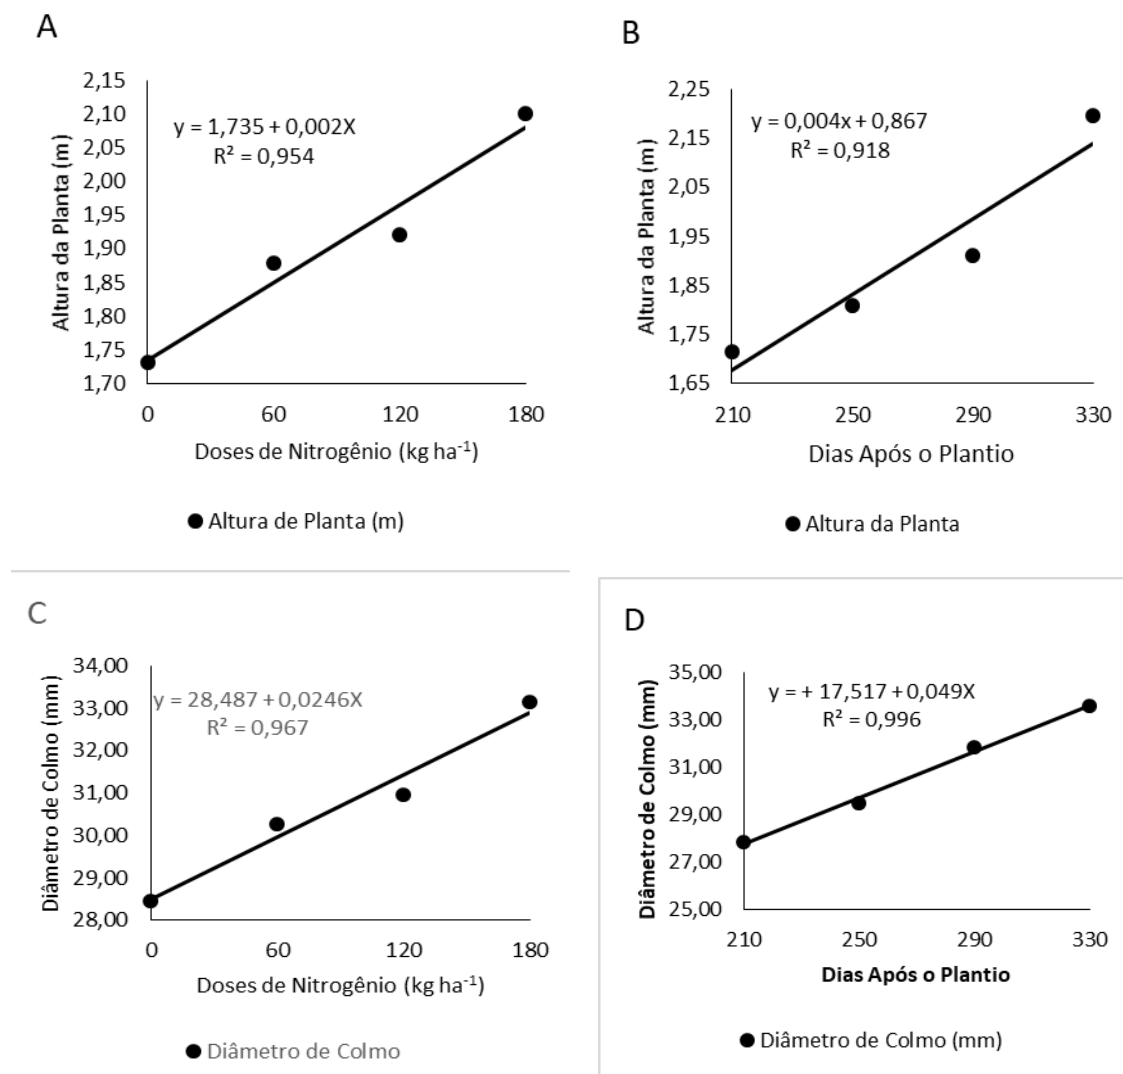 A
y = 1,735 + 0,002X
R² = 0,954
Altura da Planta (m)
2,15
2,10
2,05
2,00
1,95
1,90
1,85
1,80
1,75
1,70
0 60 120 180
Doses de Nitrogênio (kg ha⁻¹)
Altura de Planta (m)
B
y = 0,004x + 0,867
R² = 0,918
Altura da Planta (m)
2,25
2,15
2,05
1,95
1,85
1,75
1,65
210 250 290 330
Dias Após o Plantio
Altura da Planta
C
y = 28,487 + 0,0246X
R² = 0,967
Diâmetro de Colmo (mm)
34,00
33,00
32,00
31,00
30,00
29,00
28,00
0 60 120 180
Doses de Nitrogênio (kg ha⁻¹)
Diâmetro de Colmo
D
y = + 17,517 + 0,049X
R² = 0,996
Diâmetro de Colmo (mm)
35,00
33,00
31,00
29,00
27,00
25,00
210 250 290 330
Dias Após o Plantio
Diâmetro de Colmo (mm)